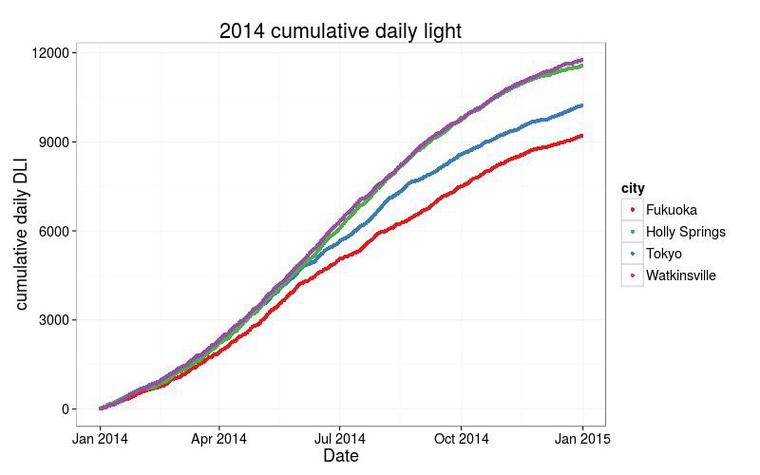 2014 cumulative daily light
12000
9000
6000
3000
0
cumulative daily DLI
Jan 2014 Apr 2014 Jul 2014 Oct 2014 Jan 2015
Date
city
Fukuoka
Holly Springs
Tokyo
Watkinsville